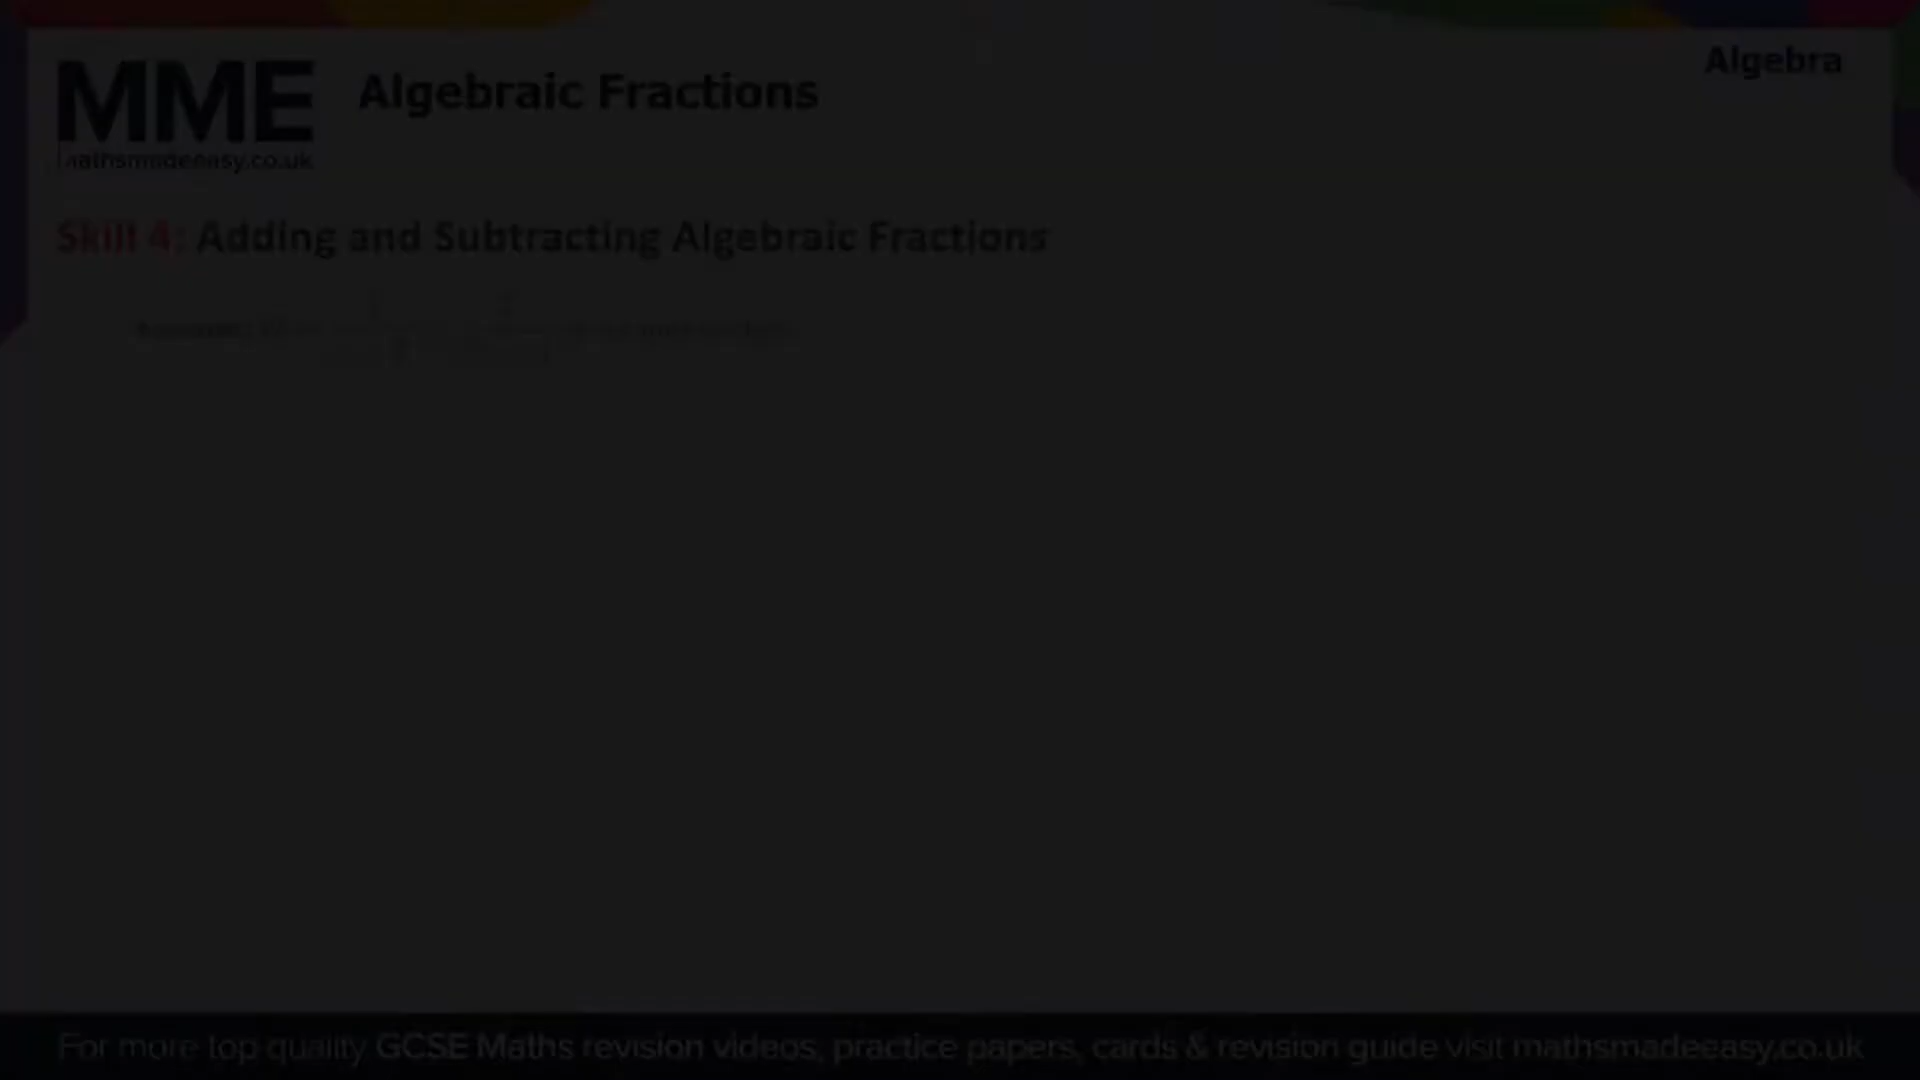 MME
mathsmadeeasy.co.uk
Algebraic Fractions
Algebra
Skill 4: Adding and Subtracting Algebraic Fractions
For more top quality GCSE Maths revision videos, practice papers, cards & revision guide visit mathsmadeeasy.co.uk